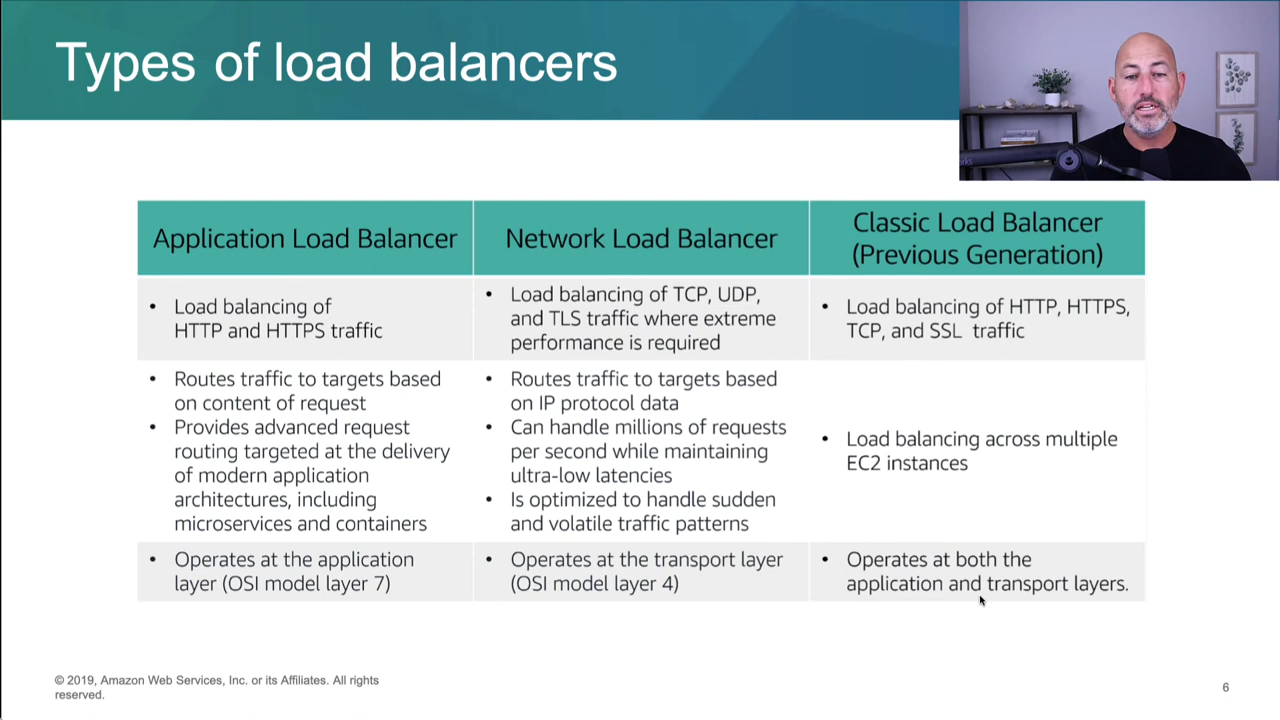 Types of load balancers
Application Load Balancer
Network Load Balancer
Classic Load Balancer
(Previous Generation)
• Load balancing of
HTTP and HTTPS traffic
• Load balancing of TCP, UDP,
and TLS traffic where extreme
performance is required
• Load balancing of HTTP, HTTPS,
TCP, and SSL traffic
• Routes traffic to targets based
on content of request
• Provides advanced request
routing targeted at the delivery
of modern application
architectures, including
microservices and containers
• Routes traffic to targets based
on IP protocol data
• Can handle millions of requests
per second while maintaining
ultra-low latencies
• Is optimized to handle sudden
and volatile traffic patterns
• Load balancing across multiple
EC2 instances
• Operates at the application
layer (OSI model layer 7)
• Operates at the transport layer
(OSI model layer 4)
• Operates at both the
application and transport layers.
© 2019, Amazon Web Services, Inc. or its Affiliates. All rights
reserved.
6